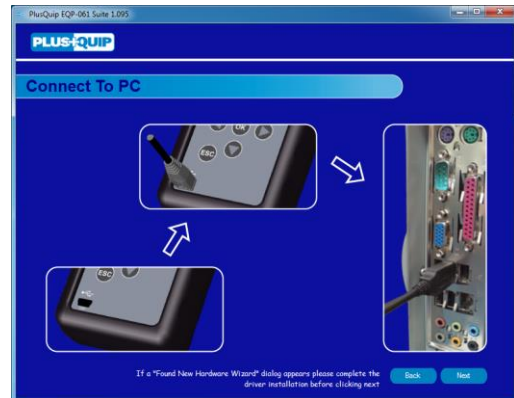 PlusQuip EQP-061 Suite 1.095
PLUS QUIP
Connect To PC
OK
ESC
ESC
If a "Found New Hardware Wizard" dialog appears please complete the
driver installation before clicking next
Back
Next